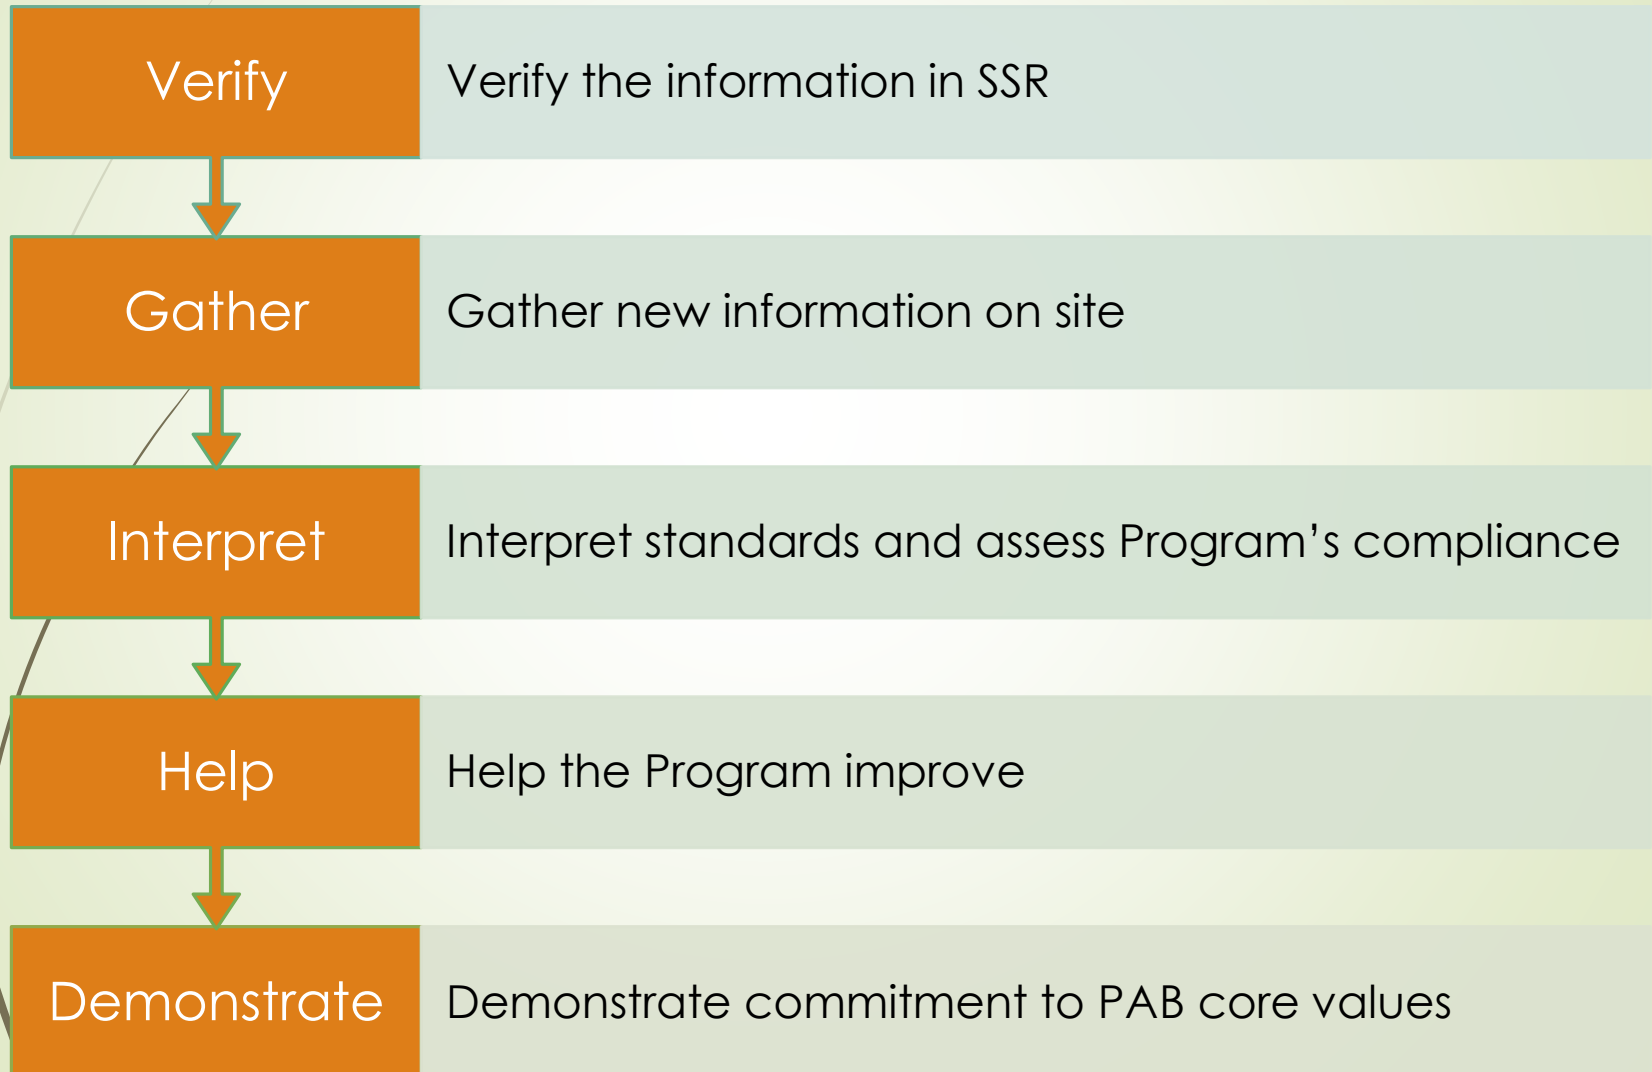 Verify
Verify the information in SSR
Gather
Gather new information on site
Interpret
Interpret standards and assess Program’s compliance
Help
Help the Program improve
Demonstrate
Demonstrate commitment to PAB core values